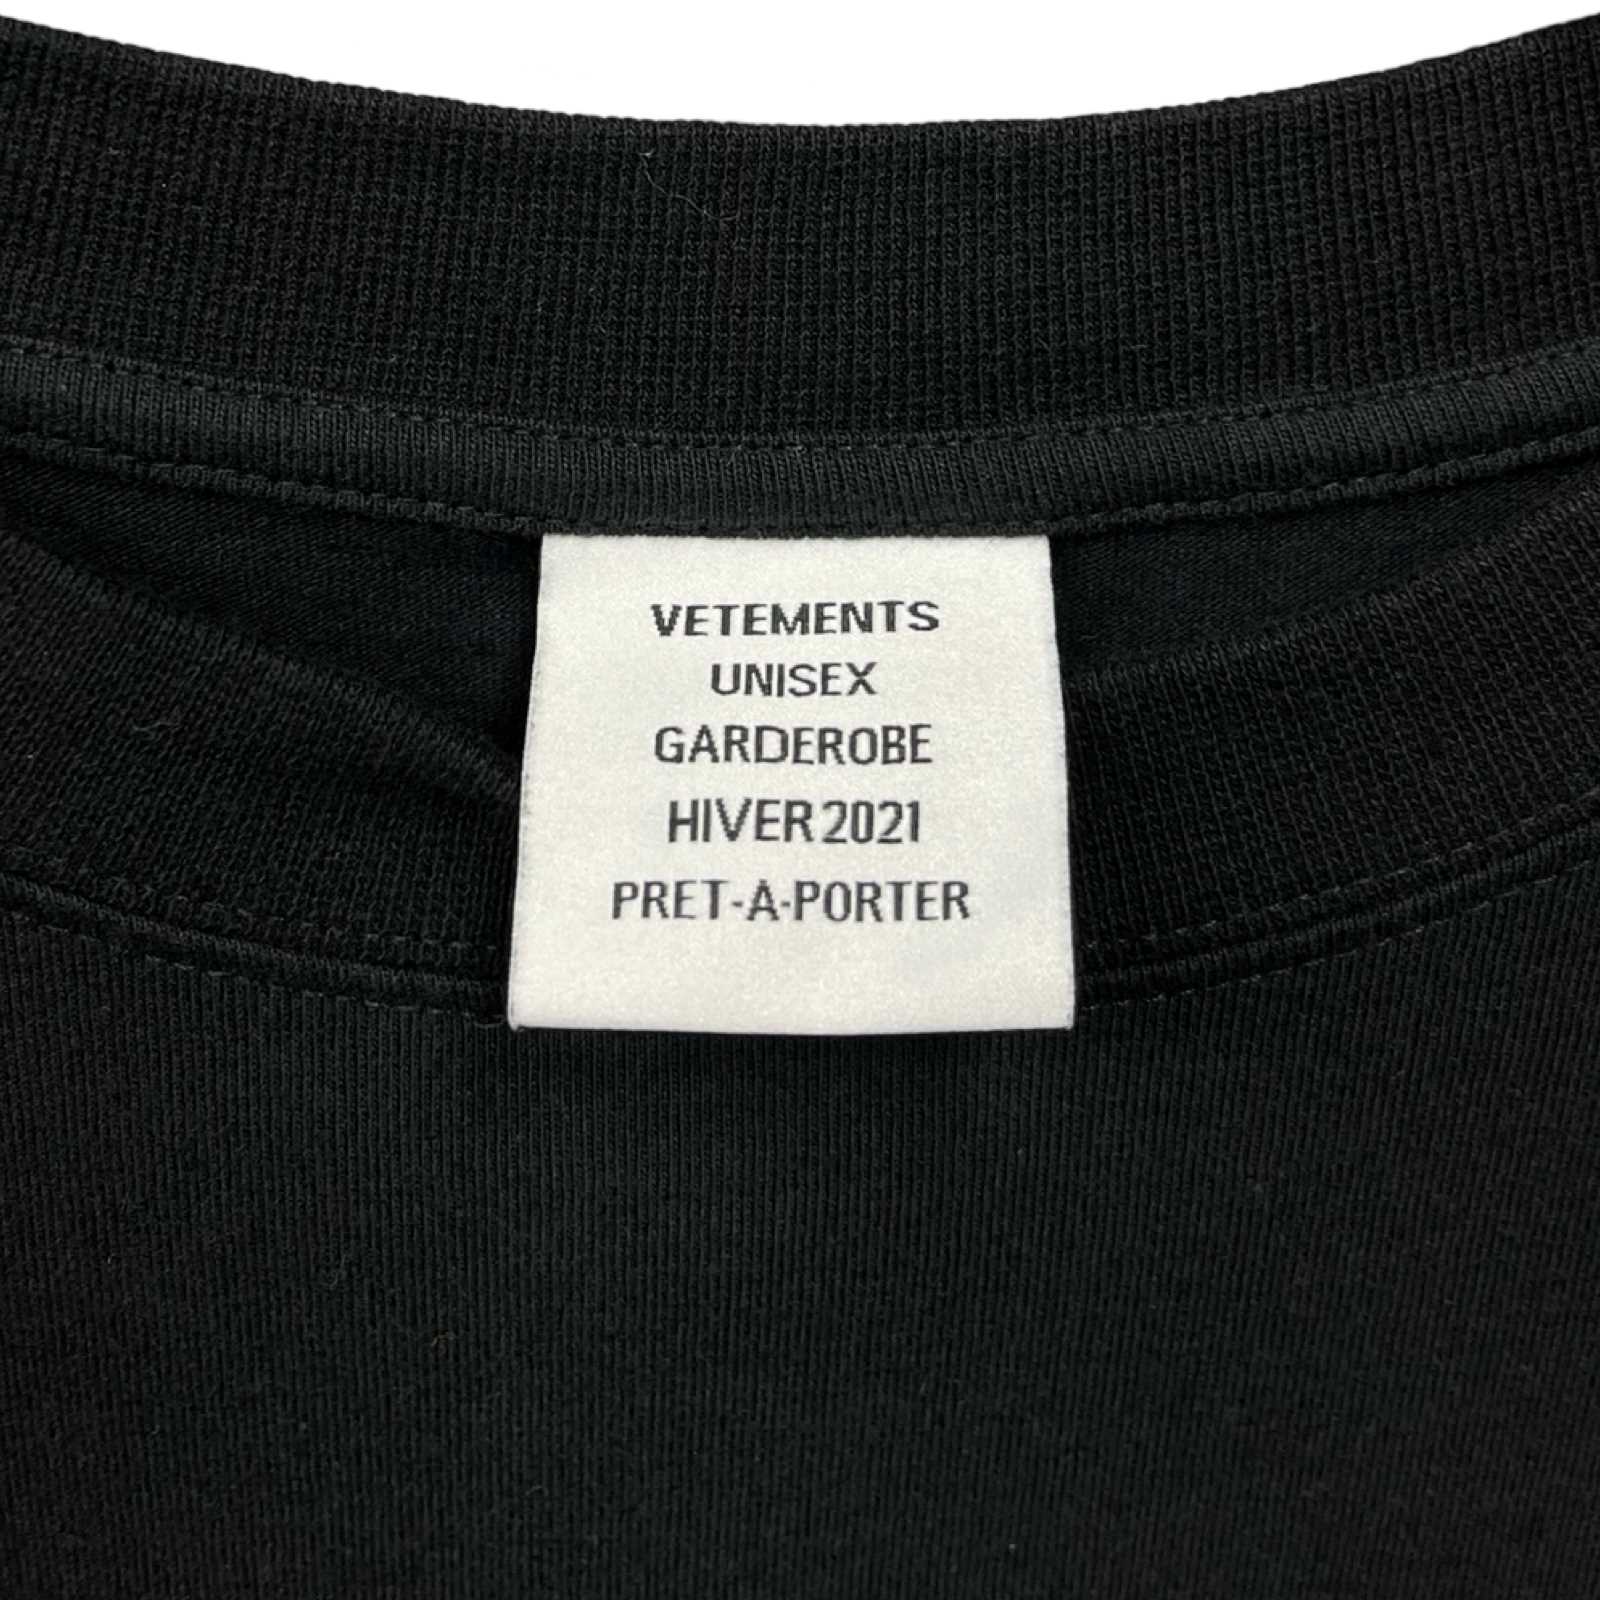 VETEMENTS
UNISEX
GARDEROBE
HIVER 2021
PRET-A-PORTER